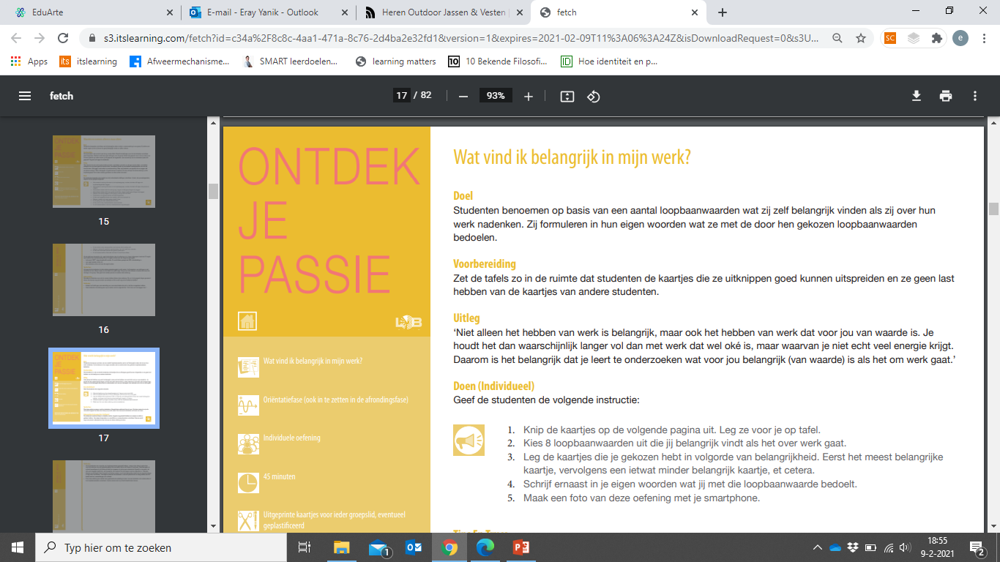 EduArte
E-mail - Eray Yanik - Outlook
Heren Outdoor Jassen & Vesten |
fetch
s3.itslearning.com/fetch?id=c34a%2F8c8c-4aa1-471a-8c76-2d4ba2e32fd1&version=1&expires=2021-02-09T11%3A06%3A24Z&isDownloadRequest=0&s3U...
SC
e
Apps
its itslearning
Afweermechanisme...
SMART leerdoelen...
learning matters
10 10 Bekende Filosofi...
ID Hoe identiteit en p...
fetch
17 / 82
93%
15
16
17
ONTDEK
JE
PASSIE
LOB
Wat vind ik belangrijk in mijn werk?
Oriëntatiefase (ook in te zetten in de afrondingsfase)
Individuele oefening
45 minuten
Uitgeprinte kaartjes voor ieder groepslid, eventueel
geplastificeerd
Wat vind ik belangrijk in mijn werk?
Doel
Studenten benoemen op basis van een aantal loopbaanwaarden wat zij zelf belangrijk vinden als zij over hun
werk nadenken. Zij formuleren in hun eigen woorden wat ze met de door hen gekozen loopbaanwaarden
bedoelen.
Voorbereiding
Zet de tafels zo in de ruimte dat studenten de kaartjes die ze uitknippen goed kunnen uitspreiden en ze geen last
hebben van de kaartjes van andere studenten.
Uitleg
‘Niet alleen het hebben van werk is belangrijk, maar ook het hebben van werk dat voor jou van waarde is. Je
houdt het dan waarschijnlijk langer vol dan met werk dat wel oké is, maar waarvan je niet echt veel energie krijgt.
Daarom is het belangrijk dat je leert te onderzoeken wat voor jou belangrijk (van waarde) is als het om werk gaat.’
Doen (Individueel)
Geef de studenten de volgende instructie:
1. Knip de kaartjes op de volgende pagina uit. Leg ze voor je op tafel.
2. Kies 8 loopbaanwaarden uit die jij belangrijk vindt als het over werk gaat.
3. Leg de kaartjes die je gekozen hebt in volgorde van belangrijkheid. Eerst het meest belangrijke
kaartje, vervolgens een ietwat minder belangrijk kaartje, et cetera.
4. Schrijf ernaast in je eigen woorden wat jij met die loopbaanwaarde bedoelt.
5. Maak een foto van deze oefening met je smartphone.
Typ hier om te zoeken
1
18:55
9-2-2021
2